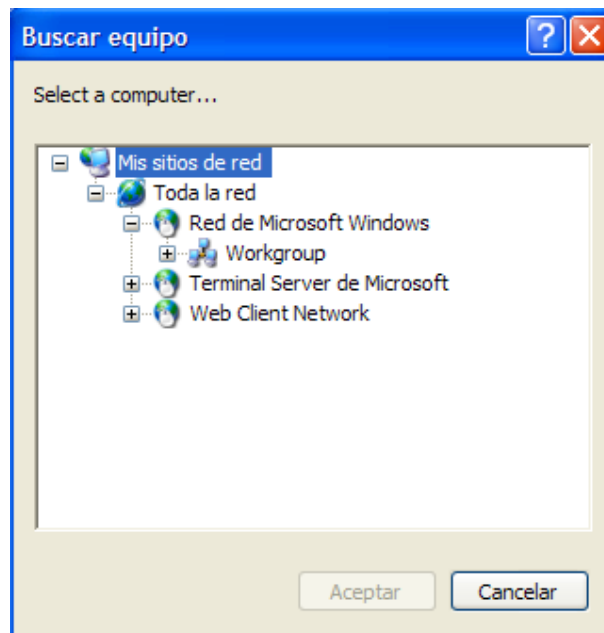 Buscar equipo
Select a computer...
Mis sitios de red
Toda la red
Red de Microsoft Windows
Workgroup
Terminal Server de Microsoft
Web Client Network
Aceptar Cancelar